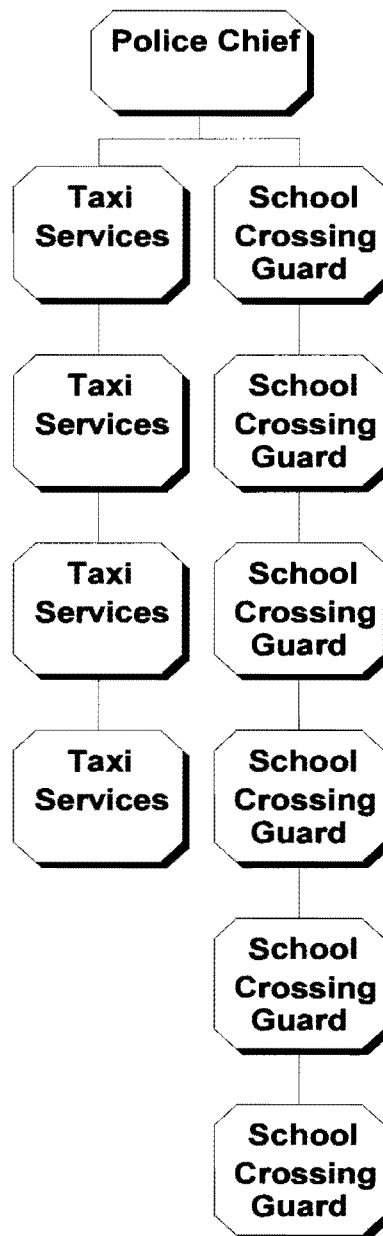 Police Chief
Taxi
Services
School
Crossing
Guard
Taxi
Services
School
Crossing
Guard
Taxi
Services
School
Crossing
Guard
Taxi
Services
School
Crossing
Guard
School
Crossing
Guard
School
Crossing
Guard